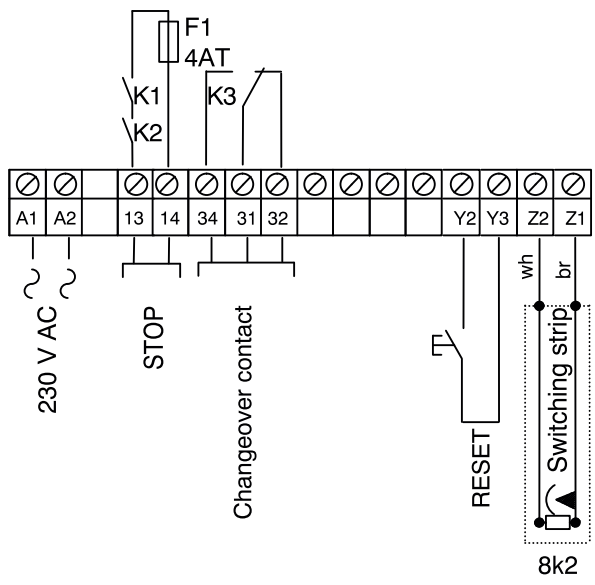 F1
4AT
K1
K3
K2
A1 A2 13 14 34 31 32 Y2 Y3 Z2 Z1
wh br
230 V AC
STOP
Changeover contact
RESET
Switching strip
8k2